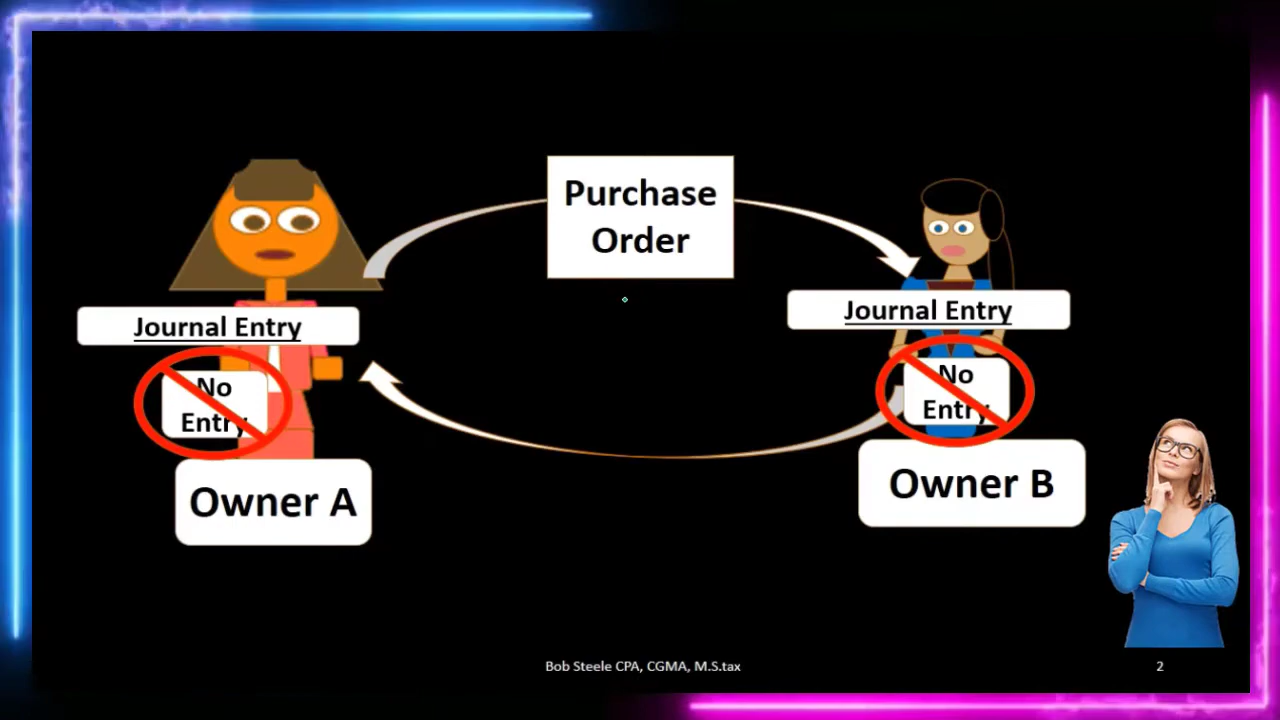 Purchase
Order
Journal Entry
No
Entry
Owner A
Journal Entry
No
Entry
Owner B
Bob Steele CPA, CGMA, M.S.tax
2